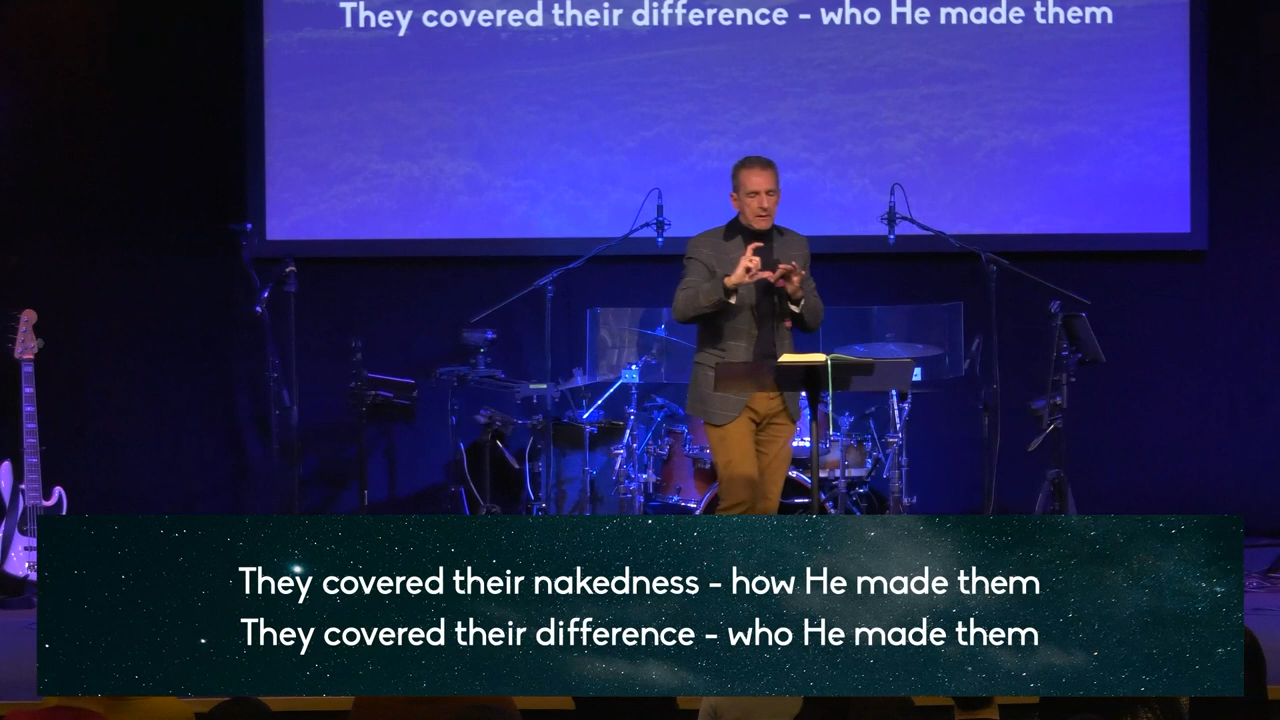 They covered their difference - who He made them
They covered their nakedness - how He made them
They covered their difference - who He made them